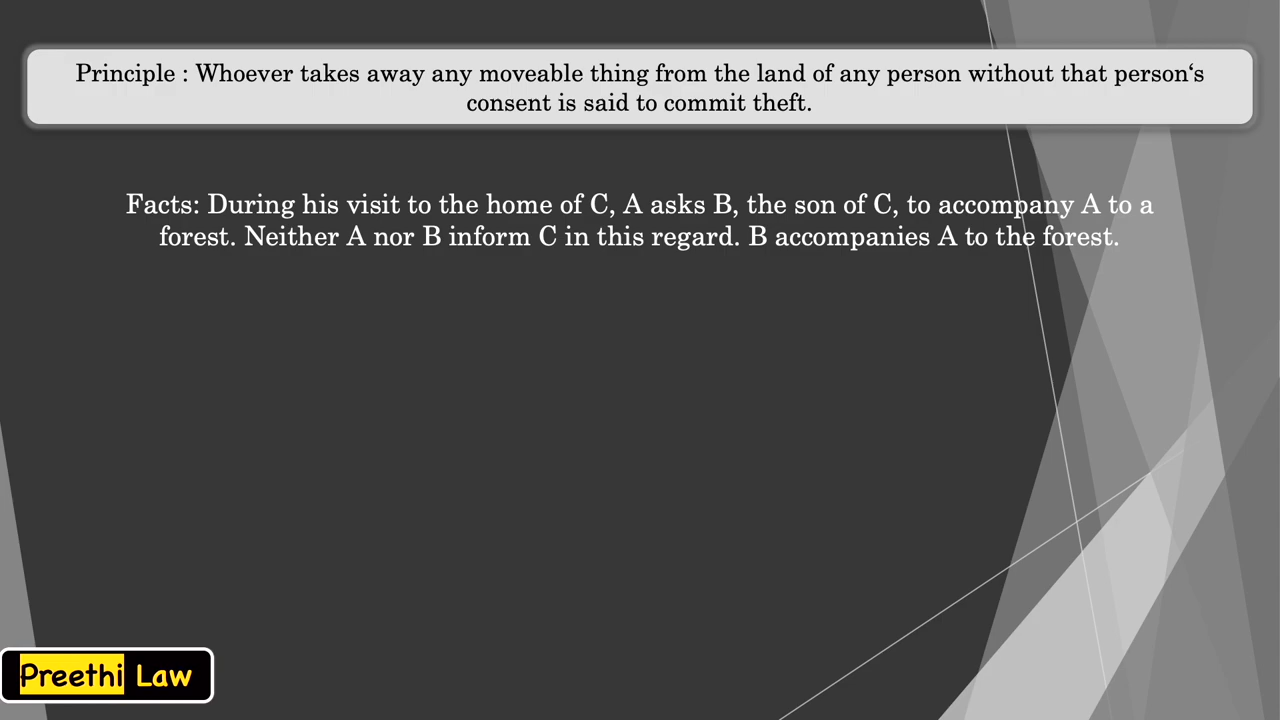 Principle : Whoever takes away any moveable thing from the land of any person without that person‘s
consent is said to commit theft.
Facts: During his visit to the home of C, A asks B, the son of C, to accompany A to a
forest. Neither A nor B inform C in this regard. B accompanies A to the forest.
Preethi Law